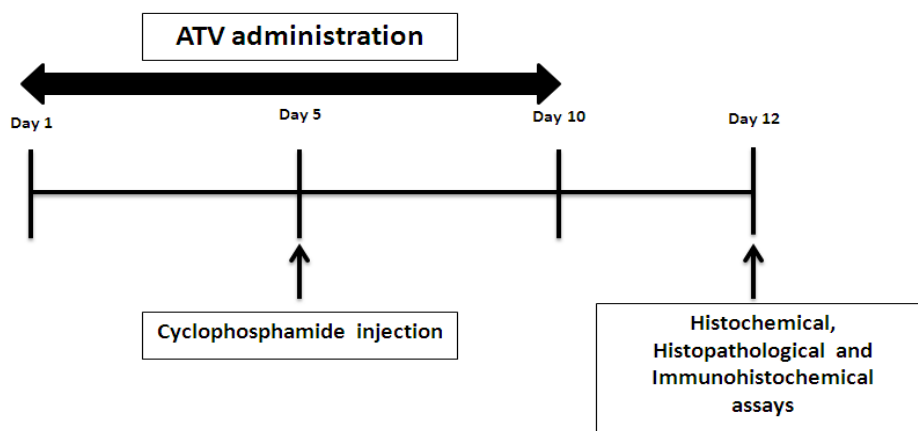 ATV administration
Day 1
Day 5
Day 10
Day 12
Cyclophosphamide injection
Histochemical,
Histopathological and
Immunohistochemical
assays